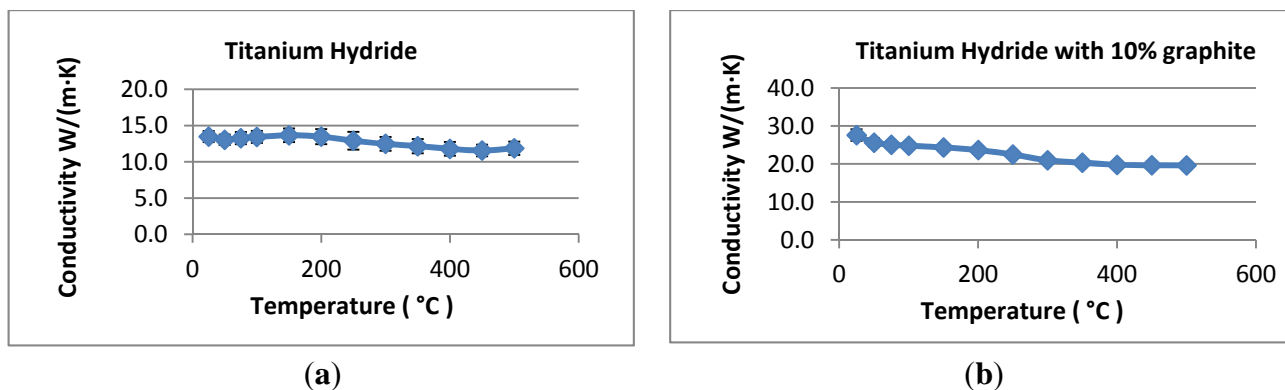 Titanium Hydride
Conductivity W/(m·K)
20.0
15.0
10.0
5.0
0.0
0 200 400 600
Temperature ( °C )
(a)
Titanium Hydride with 10% graphite
Conductivity W/(m·K)
40.0
30.0
20.0
10.0
0.0
0 200 400 600
Temperature ( °C )
(b)